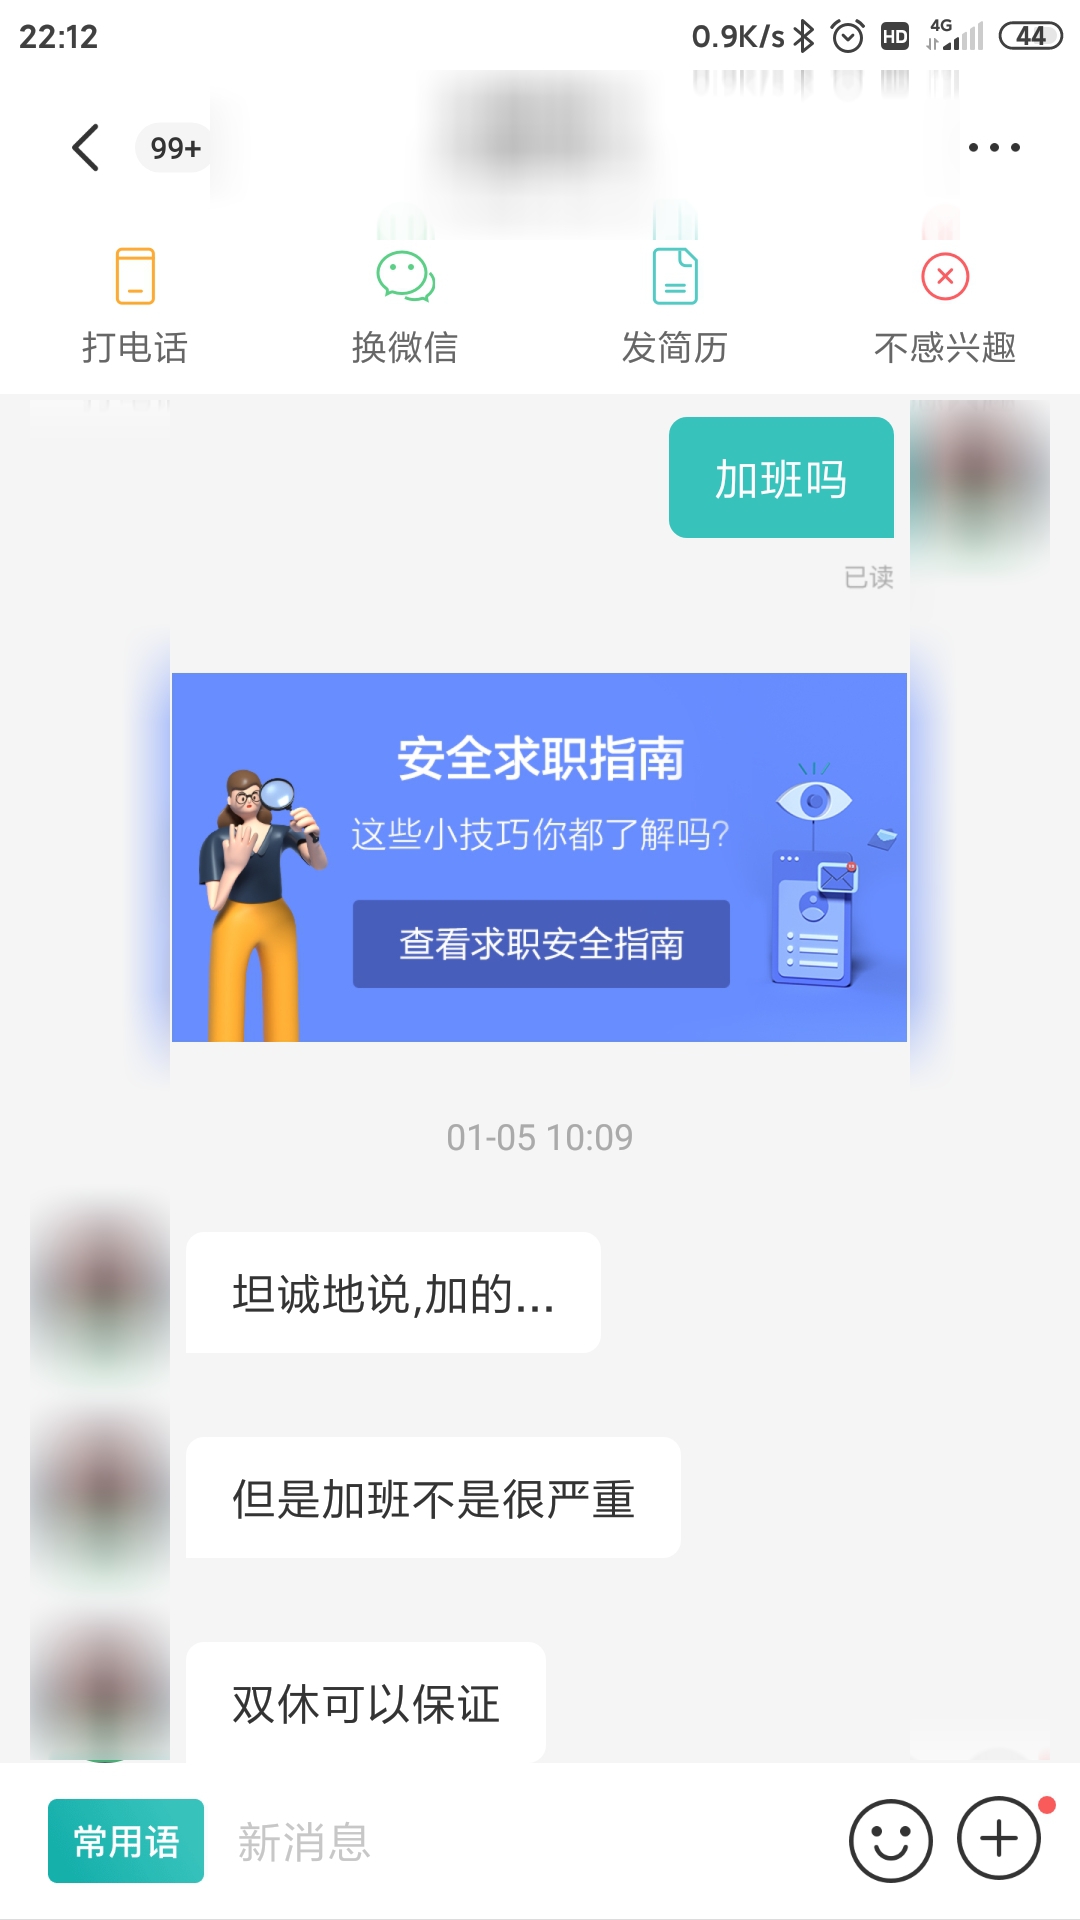 22:12
0.9K/s
HD
4G
44
99+
打电话
换微信
发简历
不感兴趣
加班吗
已读
安全求职指南
这些小技巧你都了解吗?
查看求职安全指南
01-05 10:09
坦诚地说,加的...
但是加班不是很严重
双休可以保证
常用语
新消息